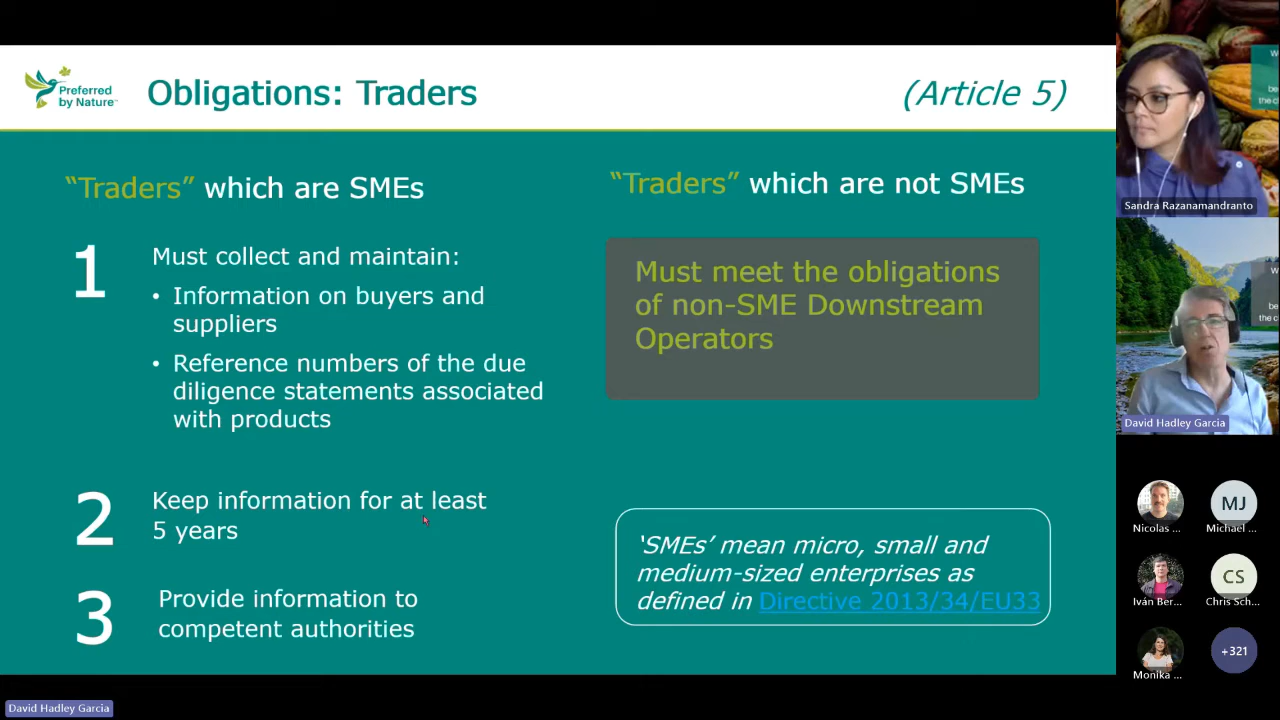 Preferred
by Nature™
Obligations: Traders
(Article 5)
“Traders” which are SMEs
1
Must collect and maintain:
• Information on buyers and
suppliers
• Reference numbers of the due
diligence statements associated
with products
2
Keep information for at least
5 years
3
Provide information to
competent authorities
“Traders” which are not SMEs
Must meet the obligations
of non-SME Downstream
Operators
‘SMEs’ mean micro, small and
medium-sized enterprises as
defined in Directive 2013/34/EU33
Sandra Razanamandranto
David Hadley Garcia
Nicolas ...
MJ
Michael ...
Iván Ber...
CS
Chris Sch...
Monika ...
+321
David Hadley Garcia